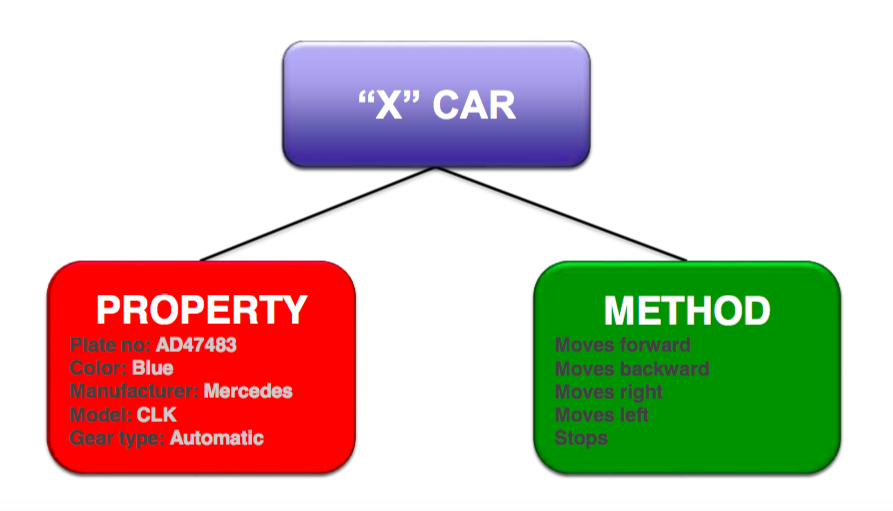 “X” CAR
PROPERTY
Plate no: AD47483
Color: Blue
Manufacturer: Mercedes
Model: CLK
Gear type: Automatic
METHOD
Moves forward
Moves backward
Moves right
Moves left
Stops